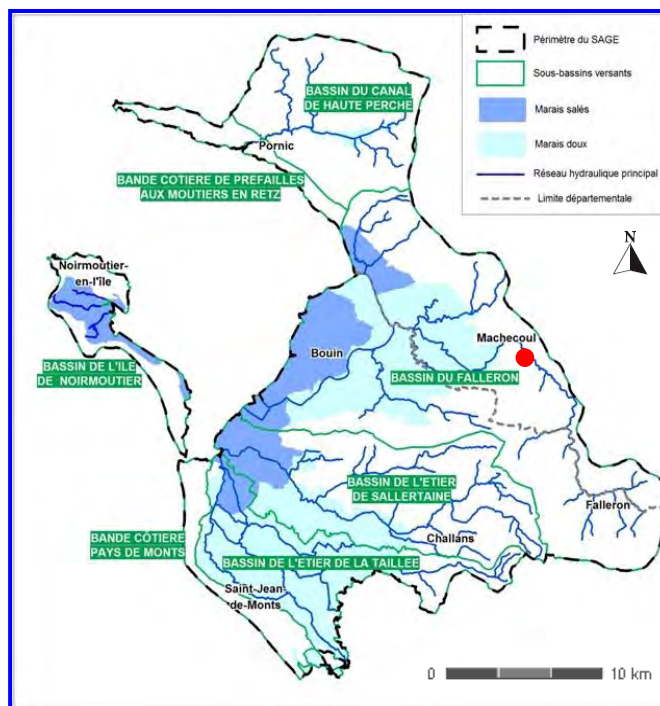 Périmètre du SAGE
Sous-bassins versants
Marais salés
Marais doux
Réseau hydraulique principal
Limite départementale
N
BASSIN DU CANAL
DE HAUTE PERCHE
Pornic
BANDE COTIERE DE PREFAILLES
AUX MOUTIERS EN RETZ
Noirmoutier-
en-l'île
BASSIN DE L'ILE
DE NOIRMOUTIER
Bouin
Machecoul
BASSIN DU FALLERON
BASSIN DE L'ETIER
DE SALLERTAINE
Falleron
Challans
BANDE CÔTIERE
PAYS DE MONTS
BASSIN DE L'ETIER DE LA TAILLEE
Saint-Jean-
de-Monts
0 10 km